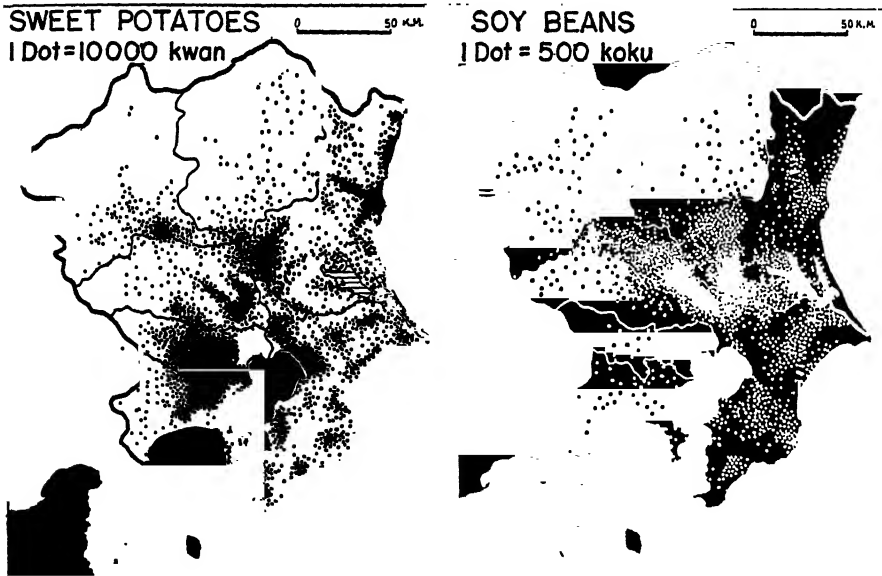 SWEET POTATOES
0 50 K.M.
1 Dot=10000 kwan
SOY BEANS
0 50 K.M.
1 Dot = 500 koku